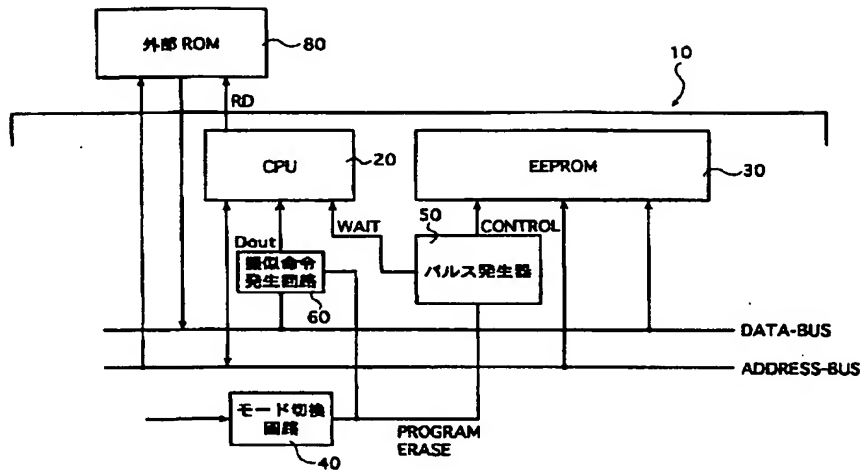 外部 ROM
80
10
RD
CPU
20
EEPROM
30
WAIT
50
CONTROL
Dout
擬似命令
発生回路
60
パルス発生器
DATA-BUS
ADDRESS-BUS
モード切換
回路
40
PROGRAM
ERASE